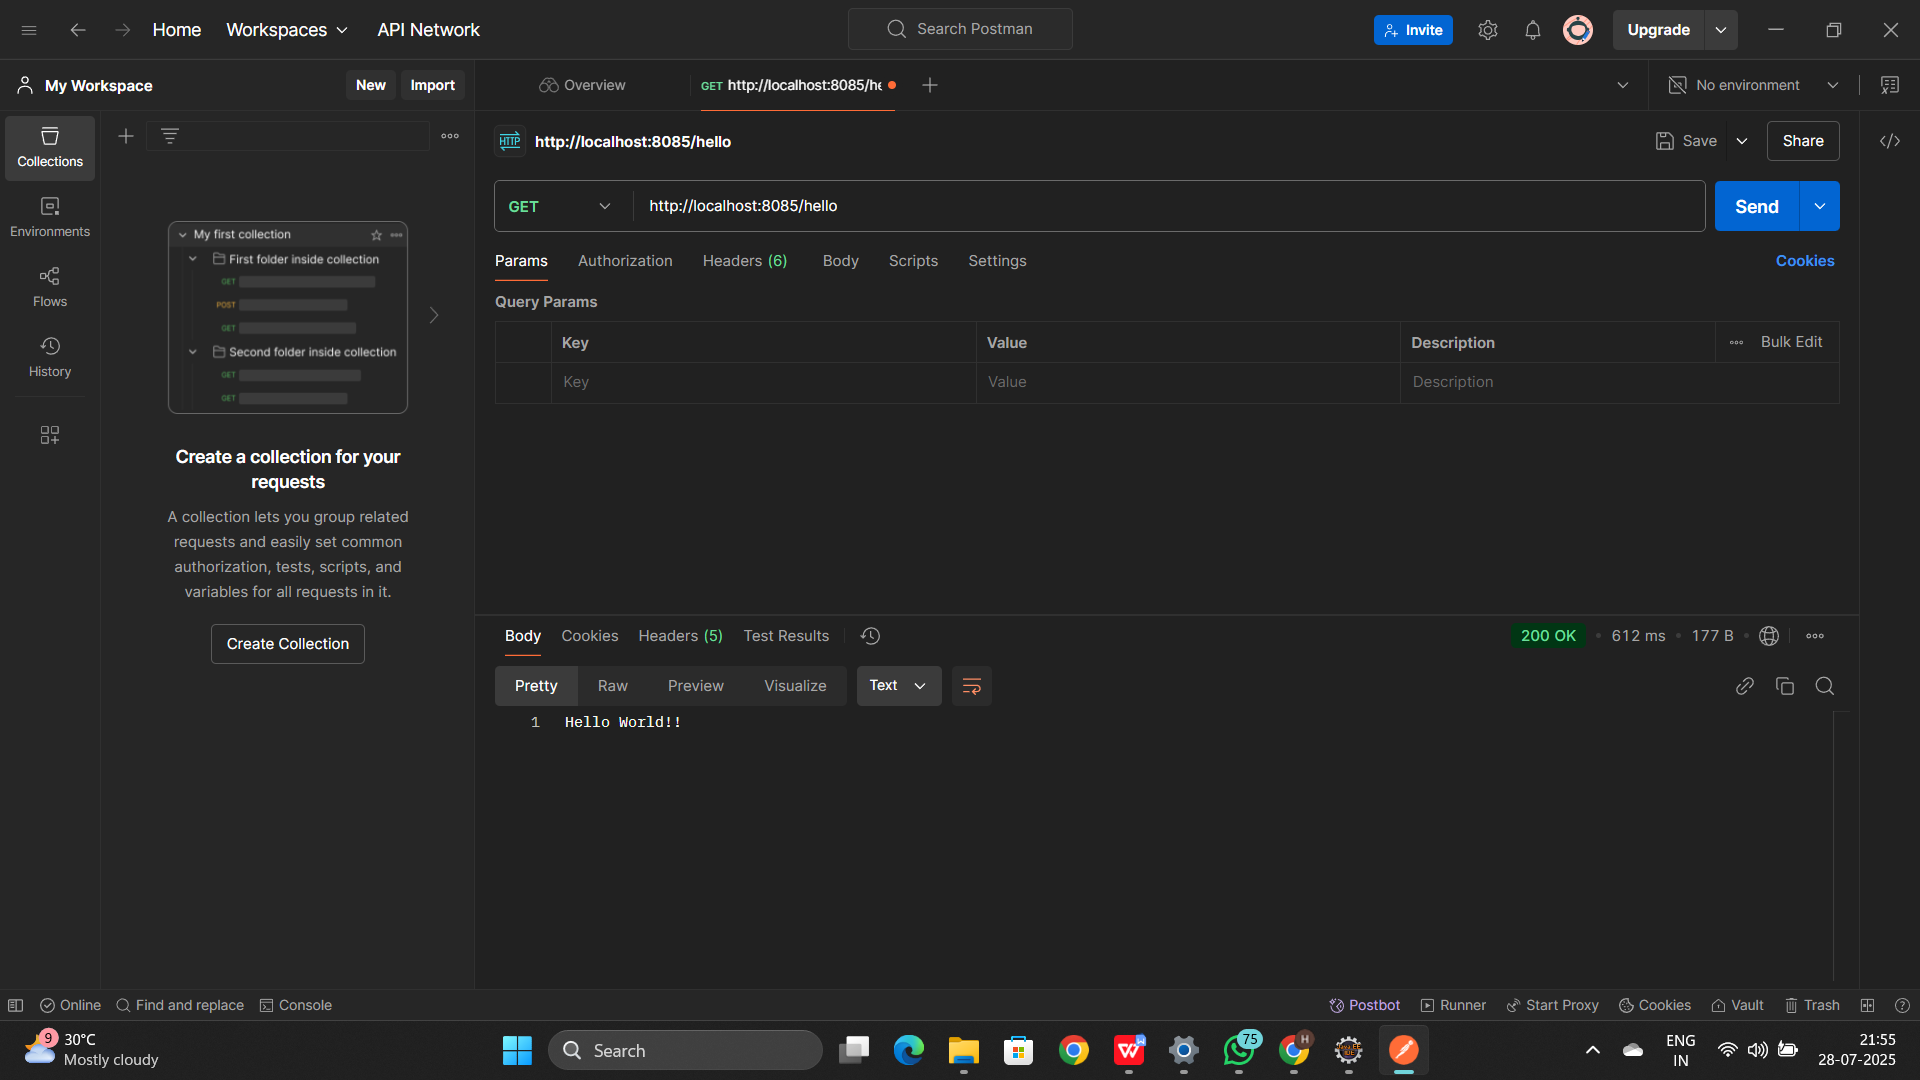 Home
Workspaces
API Network
Search Postman
Invite
Upgrade
My Workspace
New
Import
Overview
GET http://localhost:8085/he
No environment
Collections
Environments
Flows
History
My first collection
First folder inside collection
GET
POST
GET
Second folder inside collection
GET
GET
Create a collection for your
requests
A collection lets you group related
requests and easily set common
authorization, tests, scripts, and
variables for all requests in it.
Create Collection
HTTP
http://localhost:8085/hello
Save
Share
GET
http://localhost:8085/hello
Send
Params
Authorization
Headers (6)
Body
Scripts
Settings
Cookies
Query Params
Key
Value
Description
Bulk Edit
Key
Value
Description
Body
Cookies
Headers (5)
Test Results
200 OK
612 ms
177 B
Pretty
Raw
Preview
Visualize
Text
1
Hello World!!
Online
Find and replace
Console
Postbot
Runner
Start Proxy
Cookies
Vault
Trash
9
30°C
Mostly cloudy
Search
75
H
ENG
IN
21:55
28-07-2025